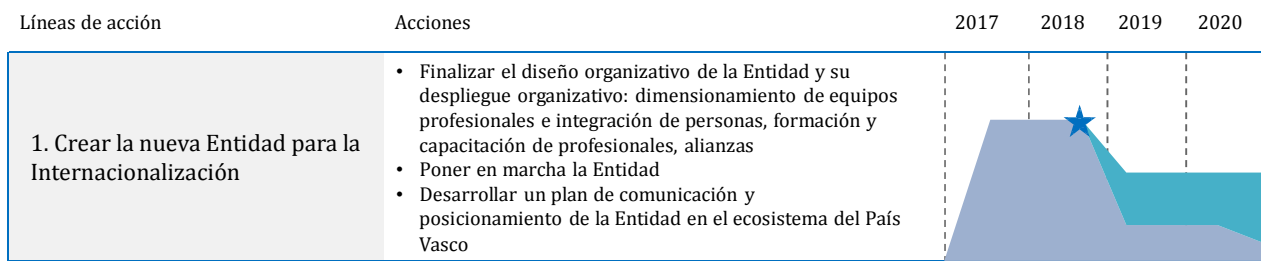 Líneas de acción
Acciones
2017
2018
2019
2020
1. Crear la nueva Entidad para la
Internacionalización
• Finalizar el diseño organizativo de la Entidad y su
despliegue organizativo: dimensionamiento de equipos
profesionales e integración de personas, formación y
capacitación de profesionales, alianzas
• Poner en marcha la Entidad
• Desarrollar un plan de comunicación y
posicionamiento de la Entidad en el ecosistema del País
Vasco